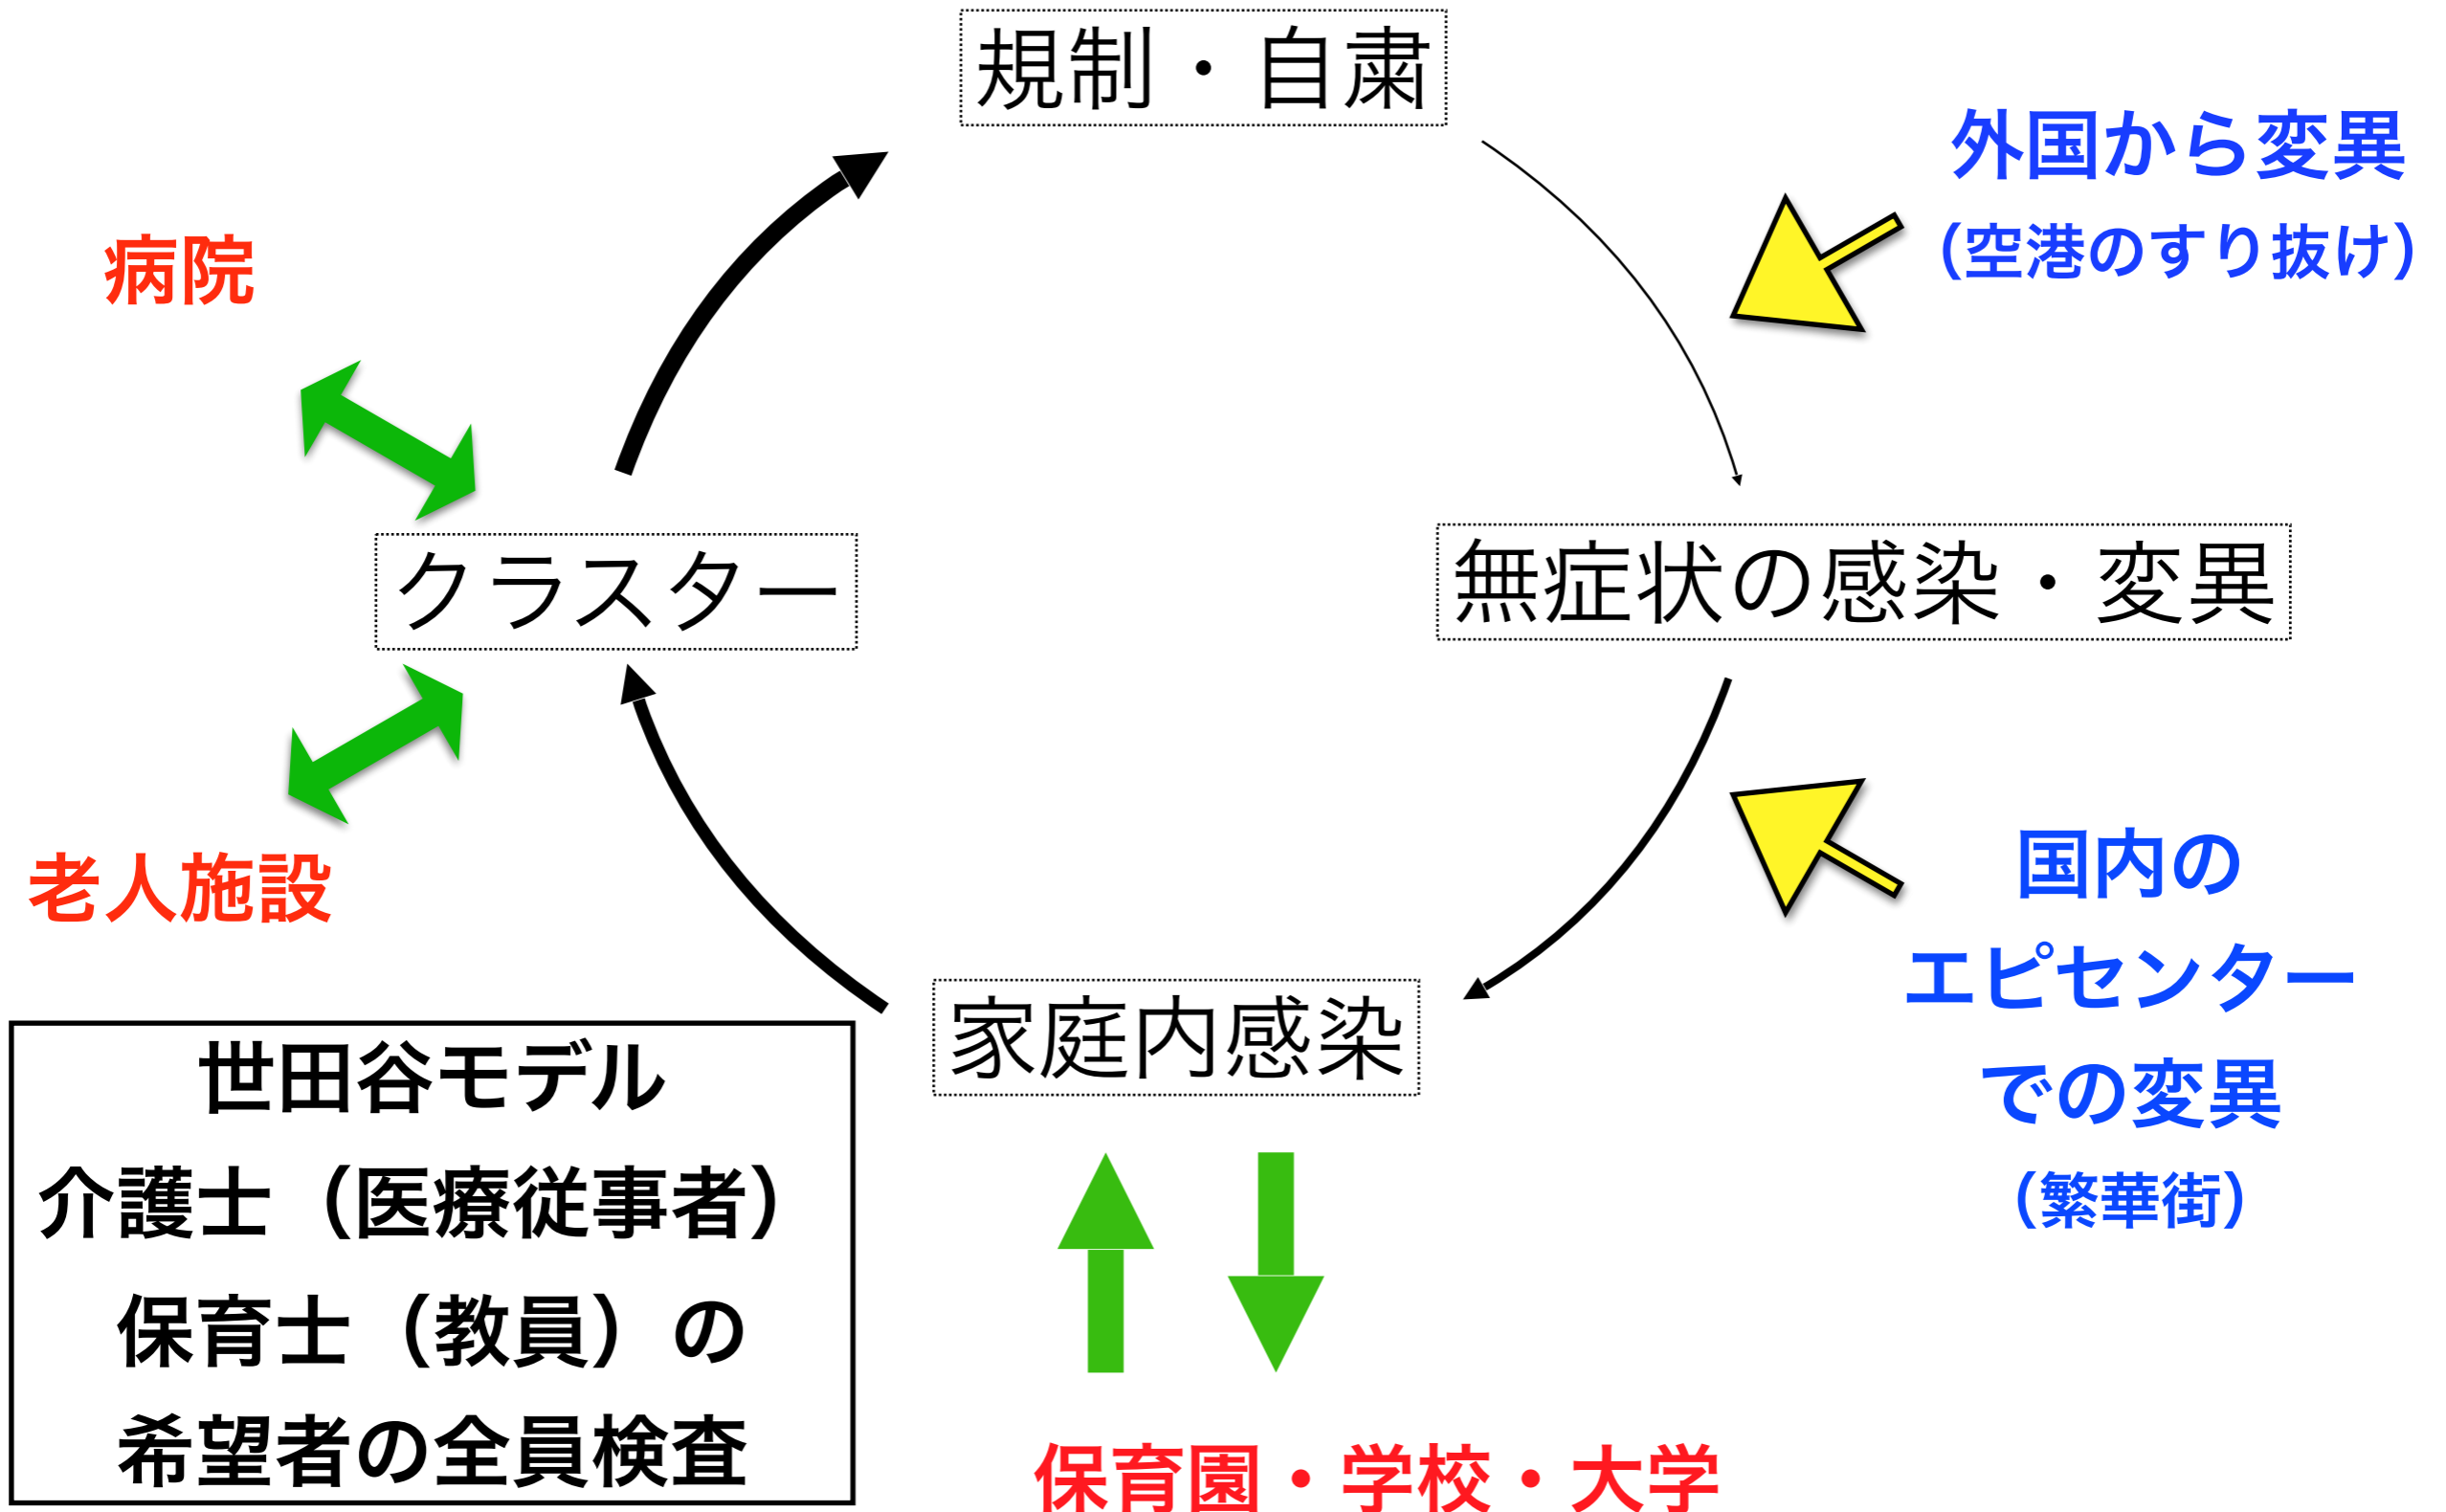 規制・自粛
外国から変異
（空港のすり抜け）
病院
クラスター
無症状の感染・変異
老人施設
国内の
エピセンター
での変異
（繁華街）
家庭内感染
世田谷モデル
介護士（医療従事者）
保育士（教員）の
希望者の全員検査
保育園・学校・大学